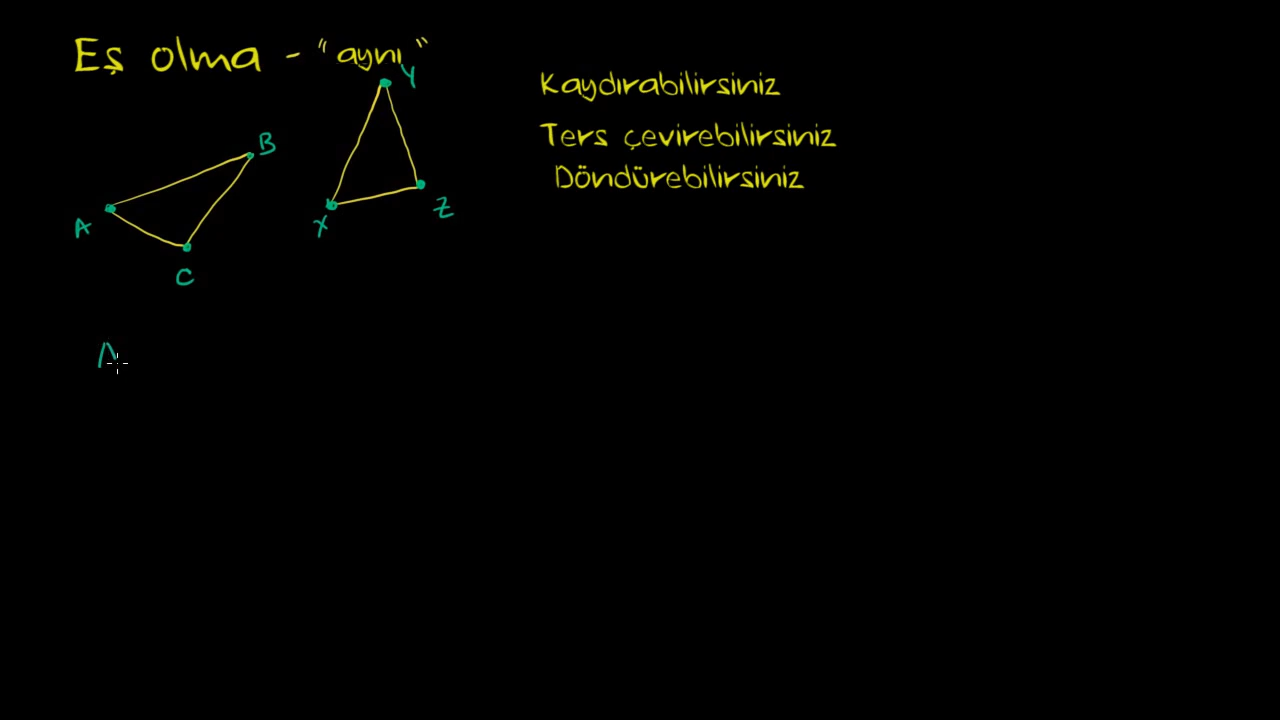 Eş olma - "aynı"
Kaydırabilirsiniz
Ters çevirebilirsiniz
Döndürebilirsiniz
Y
B
A
X
Z
C